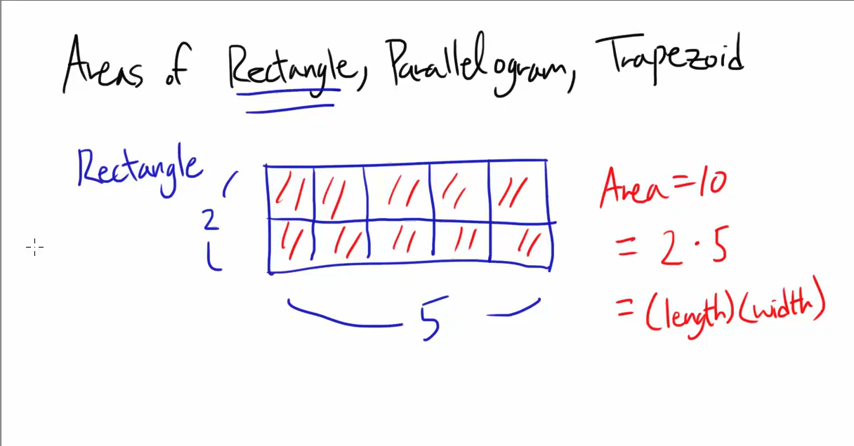 Areas of Rectangle, Parallelogram, Trapezoid
Rectangle
2
5
Area = 10
= 2 · 5
= (length)(width)